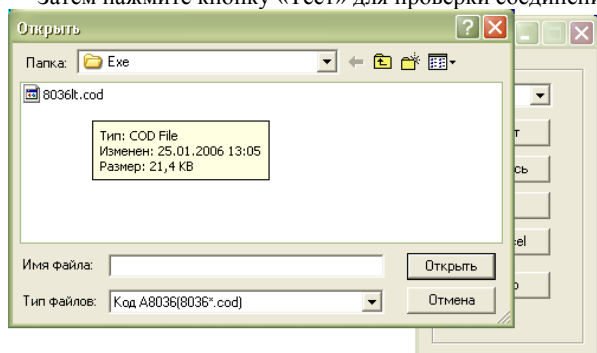 Затем нажмите кнопку «Тест» для проверки соединени
Открыть
Папка: Exe
8036lt.cod
Тип: COD File
Изменен: 25.01.2006 13:05
Размер: 21,4 KB
Имя файла:
Открыть
Тип файлов: Код A8036(8036*.cod)
Отмена